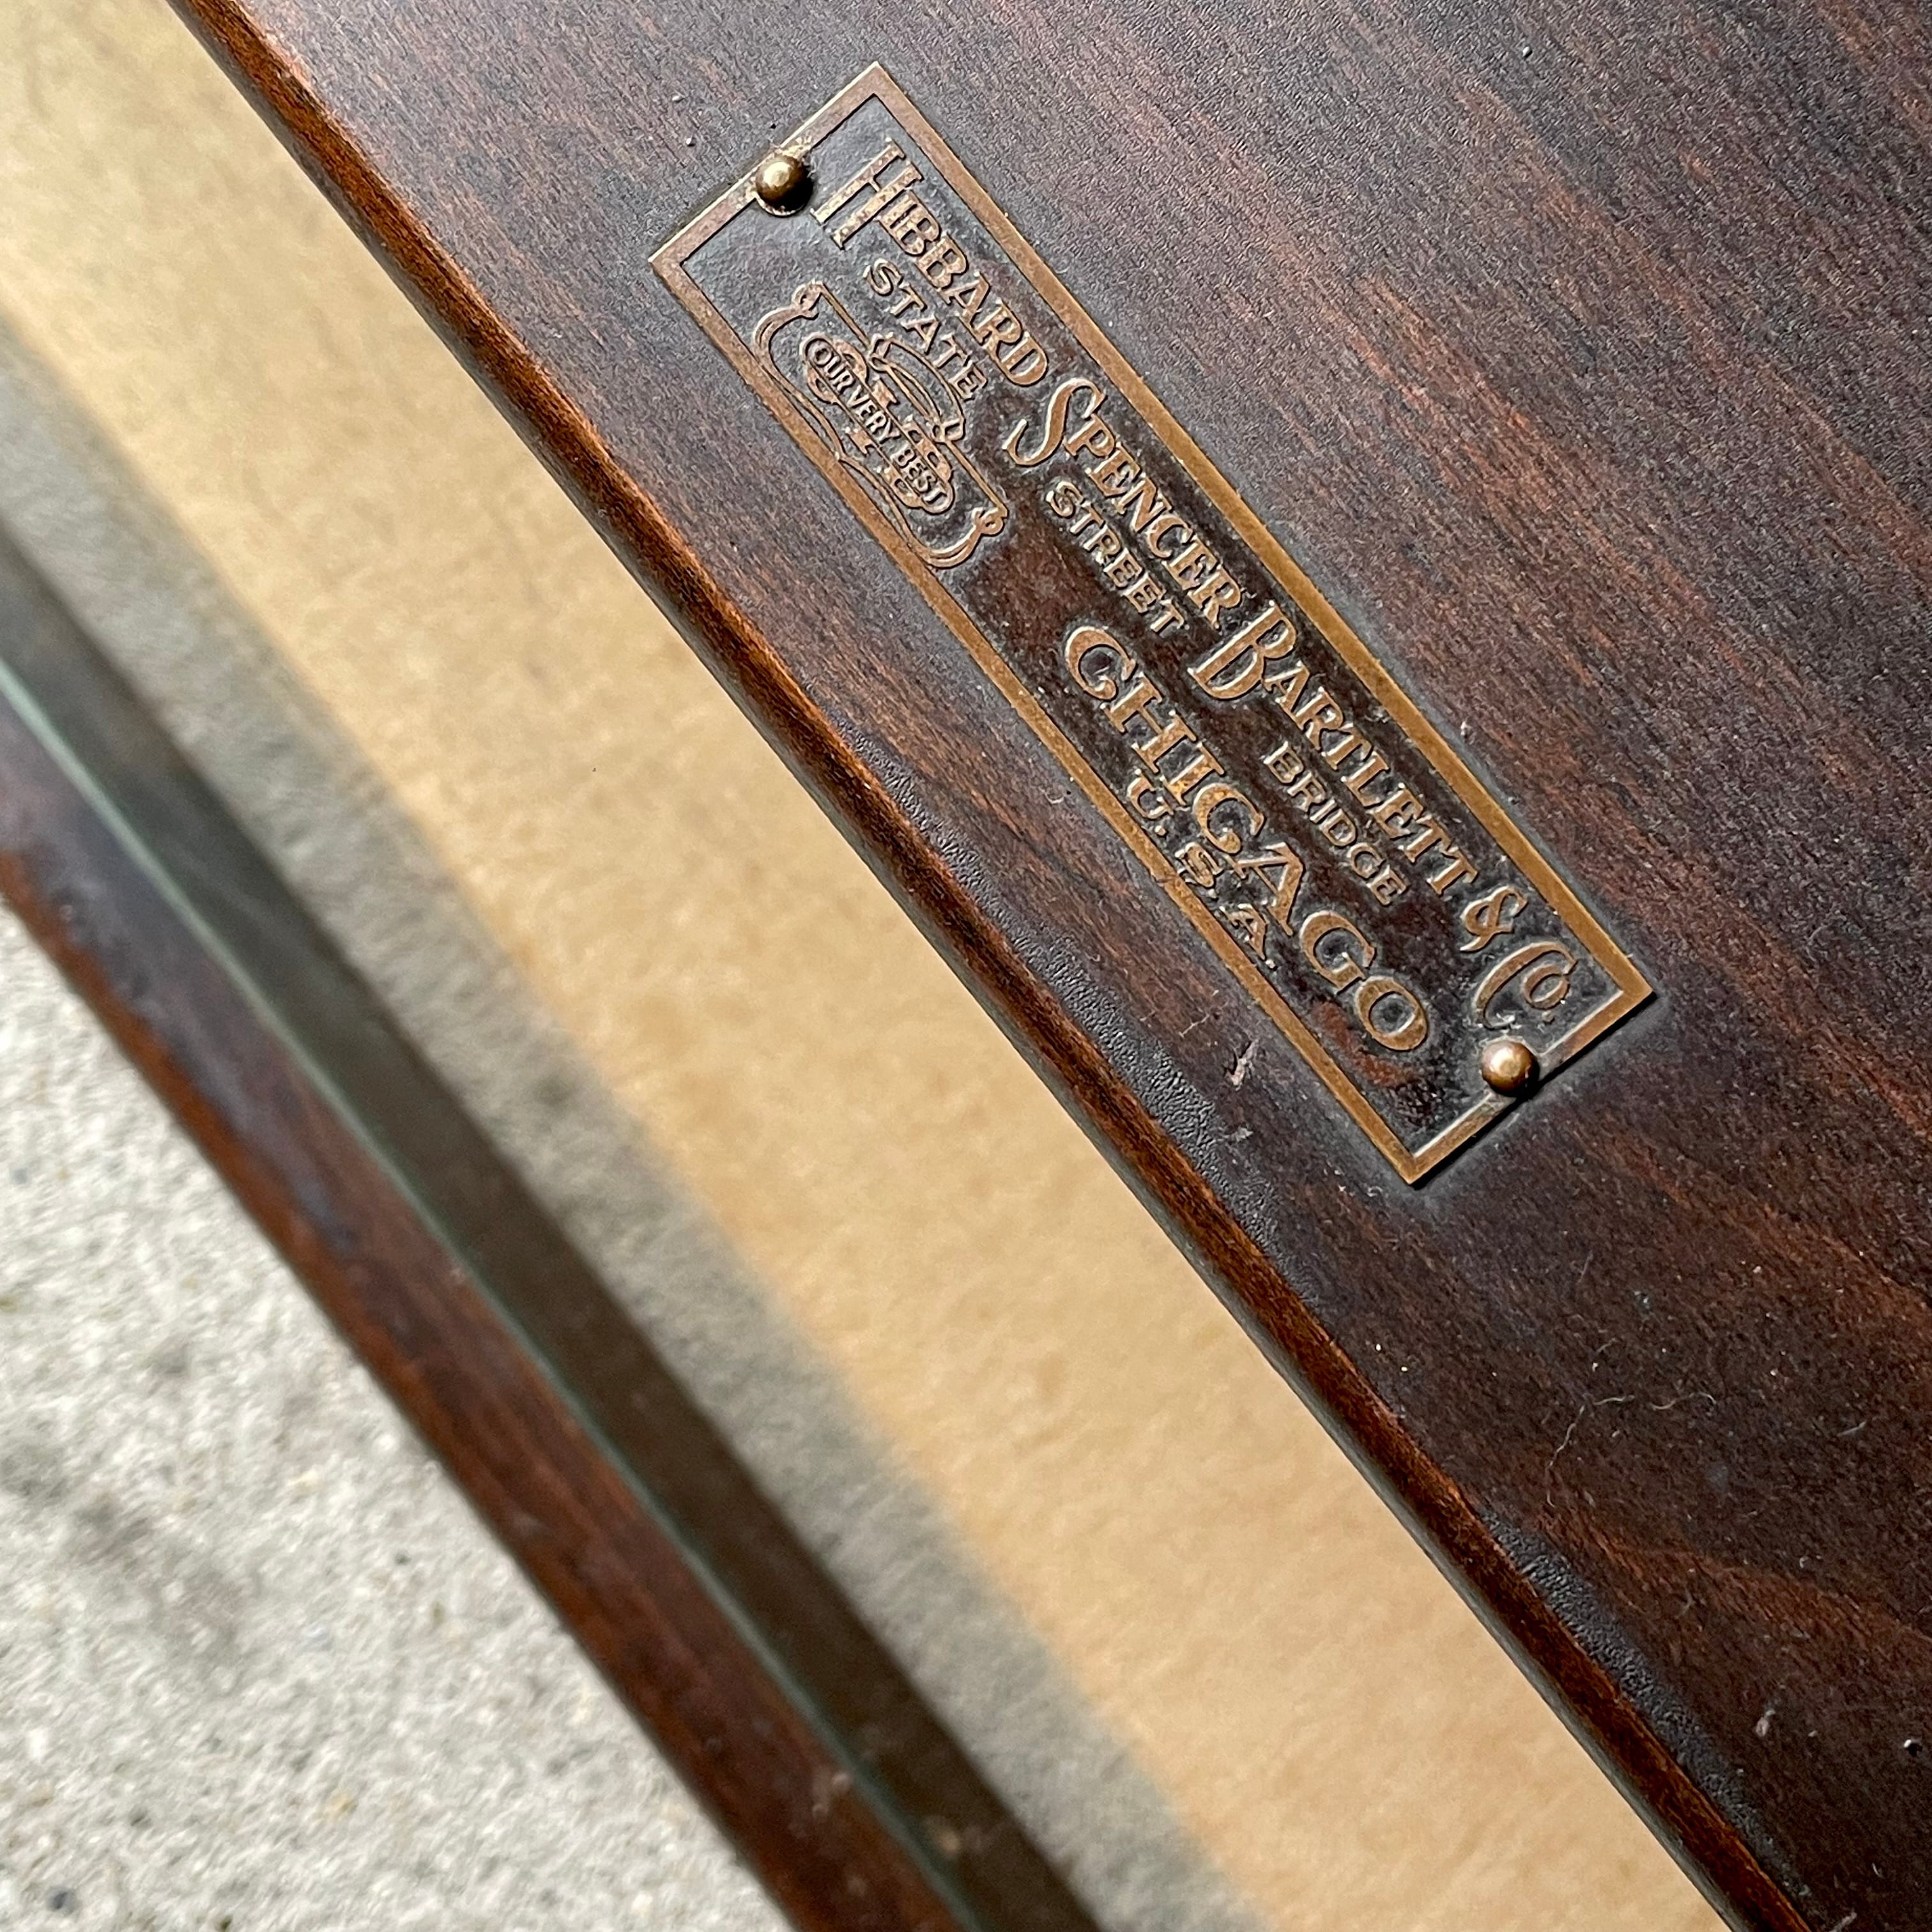 HIBBARD SPENCER BARTLETT & CO.
STATE STREET BRIDGE
OUR VERY BEST
CHICAGO
U.S.A.